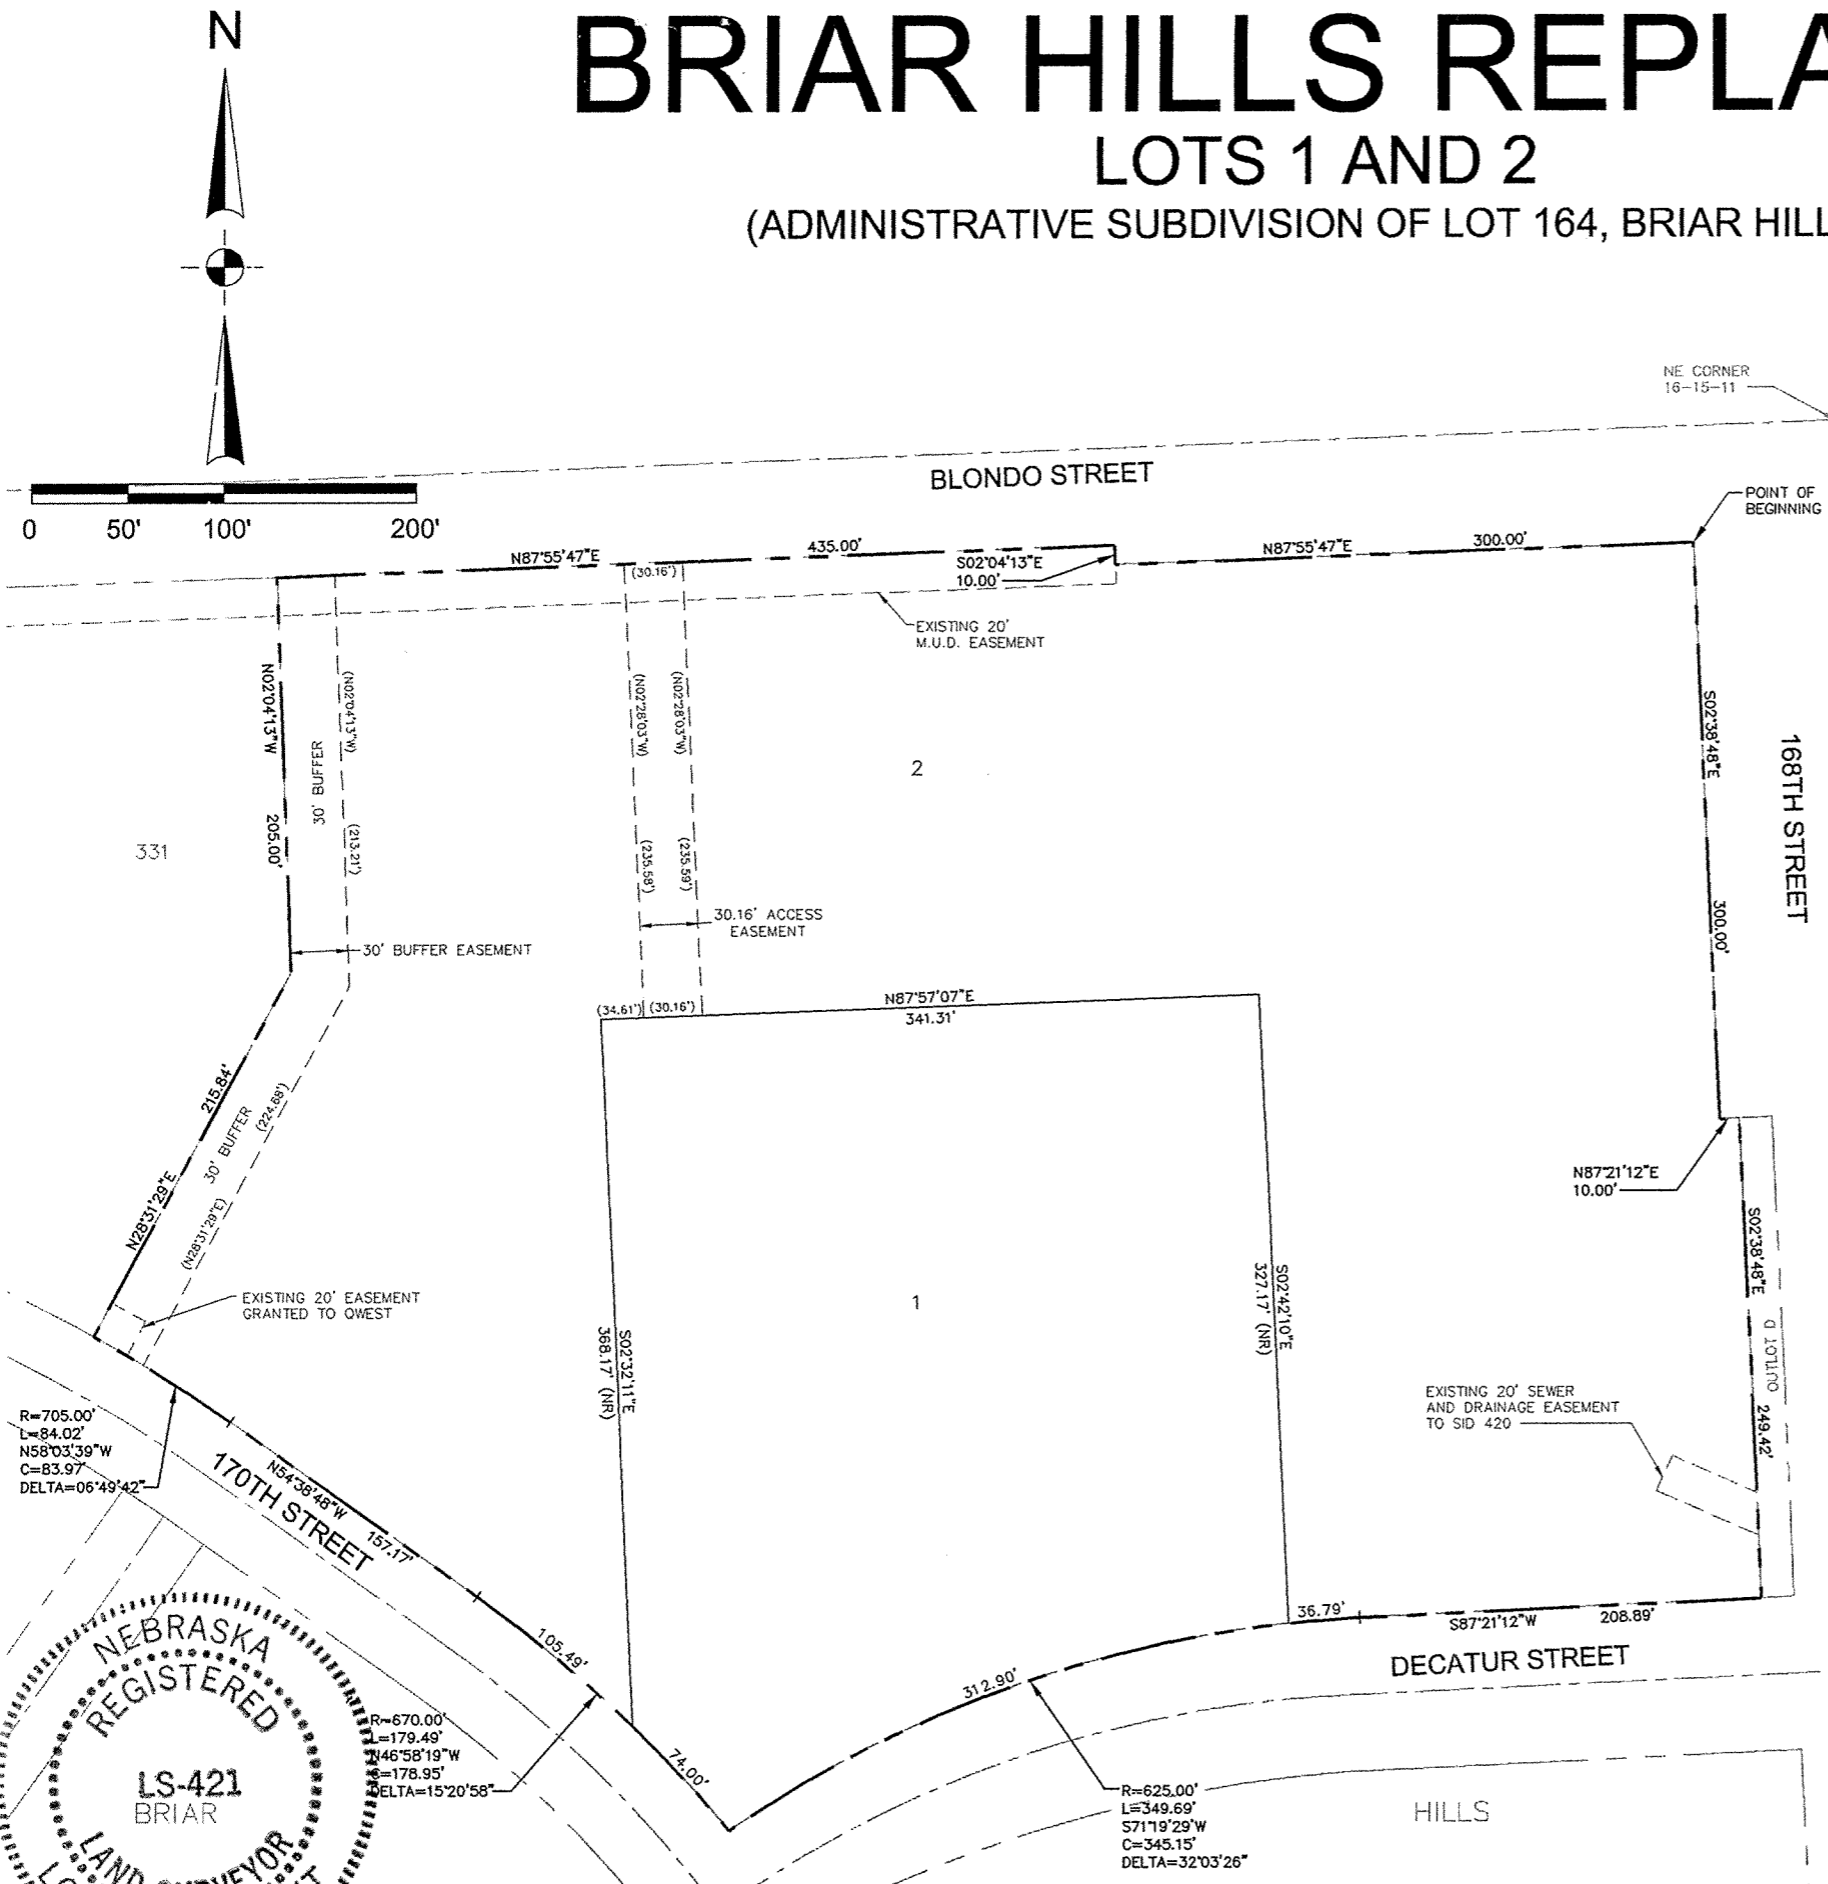 N
BRIAR HILLS REPLA
LOTS 1 AND 2
(ADMINISTRATIVE SUBDIVISION OF LOT 164, BRIAR HILL
NE CORNER
16-15-11
BLONDO STREET
POINT OF
BEGINNING
0 50' 100' 200'
N87°55'47"E
435.00'
S02°04'13"E
10.00'
N87°55'47"E
300.00'
(30.16')
EXISTING 20'
M.U.D. EASEMENT
N02°04'13"W
205.00'
30' BUFFER
(N02°04'13"W)
(213.21')
(N02°28'03"W)
(N02°28'03"W)
(235.58')
(235.59')
2
S02°38'48"E
300.00'
168TH STREET
331
30.16' ACCESS
EASEMENT
30' BUFFER EASEMENT
(34.61')
(30.16')
N87°57'07"E
341.31'
215.84'
N28°31'29"E
30' BUFFER
(224.68')
(N28°31'29"E)
N87°21'12"E
10.00'
S02°38'48"E
249.42'
OUTLOT D
EXISTING 20' EASEMENT
GRANTED TO QWEST
1
S02°32'11"E
368.17' (NR)
S02°42'10"E
327.17' (NR)
EXISTING 20' SEWER
AND DRAINAGE EASEMENT
TO SID 420
R=705.00'
L=84.02'
N58°03'39"W
C=83.97'
DELTA=06°49'42"
N54°38'48"W
157.17'
170TH STREET
105.49'
36.79'
S87°21'12"W
208.89'
DECATUR STREET
312.90'
74.00'
R=670.00'
L=179.49'
N46°58'19"W
C=178.95'
DELTA=15°20'58"
R=625.00'
L=349.69'
S71°19'29"W
C=345.15'
DELTA=32°03'26"
HILLS
NEBRASKA
REGISTERED
LS-421
BRIAR
LAND SURVEYOR